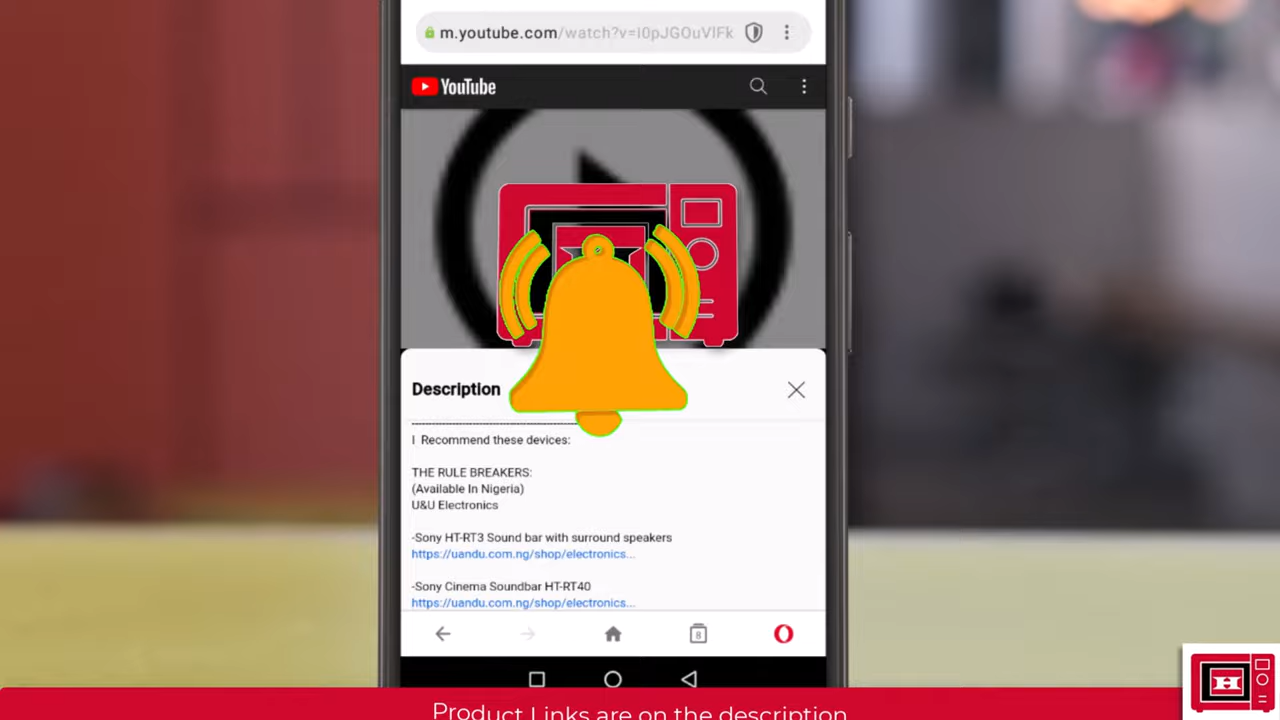 m.youtube.com/watch?v=i0pJGOuVlFk
YouTube
Description
I Recommend these devices:
THE RULE BREAKERS:
(Available In Nigeria)
U&U Electronics
-Sony HT-RT3 Sound bar with surround speakers
https://uandu.com.ng/shop/electronics...
-Sony Cinema Soundbar HT-RT40
https://uandu.com.ng/shop/electronics...
8
H
Product Links are on the description